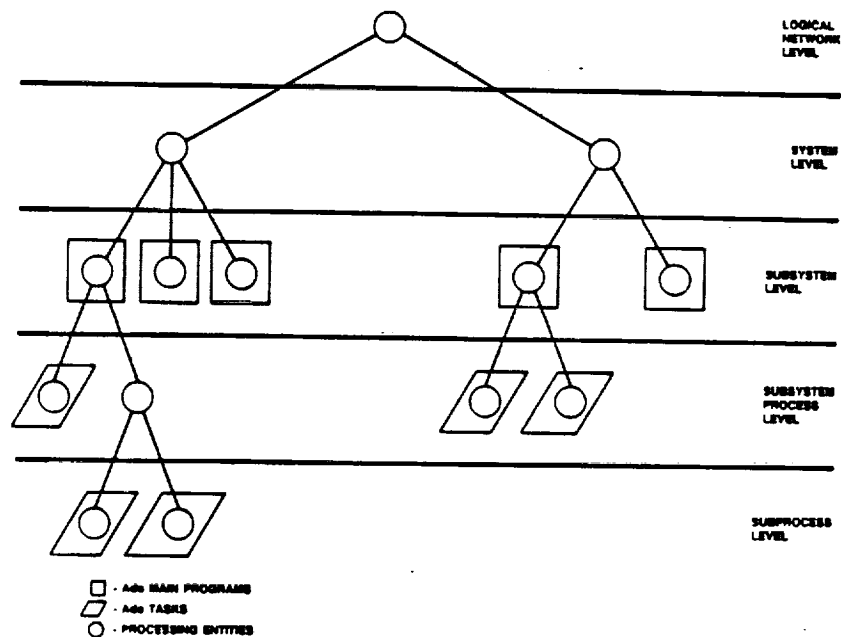 LOGICAL
NETWORK
LEVEL
SYSTEM
LEVEL
SUBSYSTEM
LEVEL
SUBSYSTEM
PROCESS
LEVEL
SUBPROCESS
LEVEL
- Ada MAIN PROGRAMS
- Ada TASKS
- PROCESSING ENTITIES